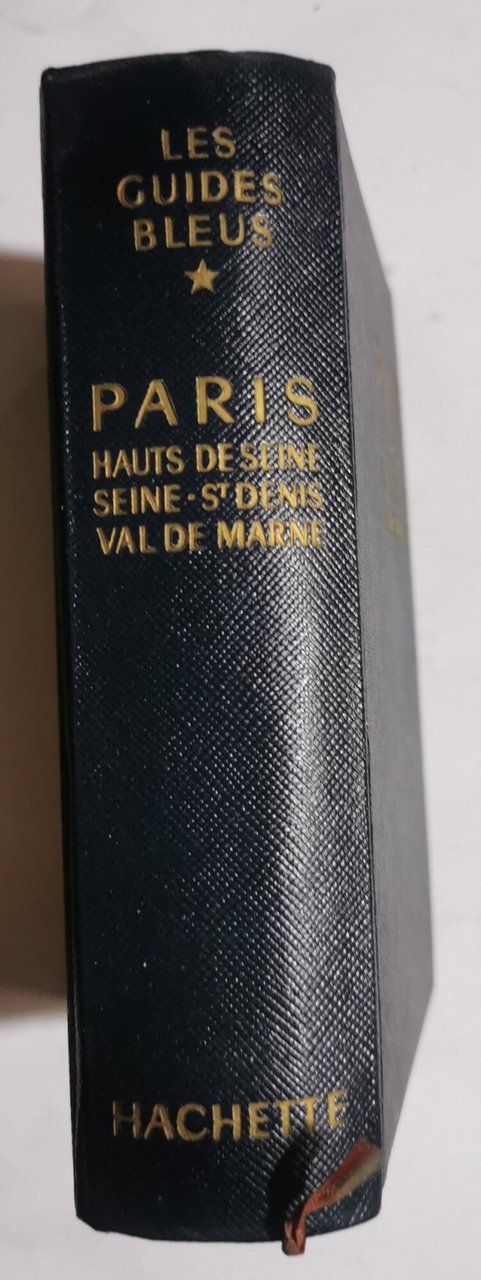 LES
GUIDES
BLEUS
PARIS
HAUTS DE SEINE
SEINE-ST DENIS
VAL DE MARNE
HACHETTE